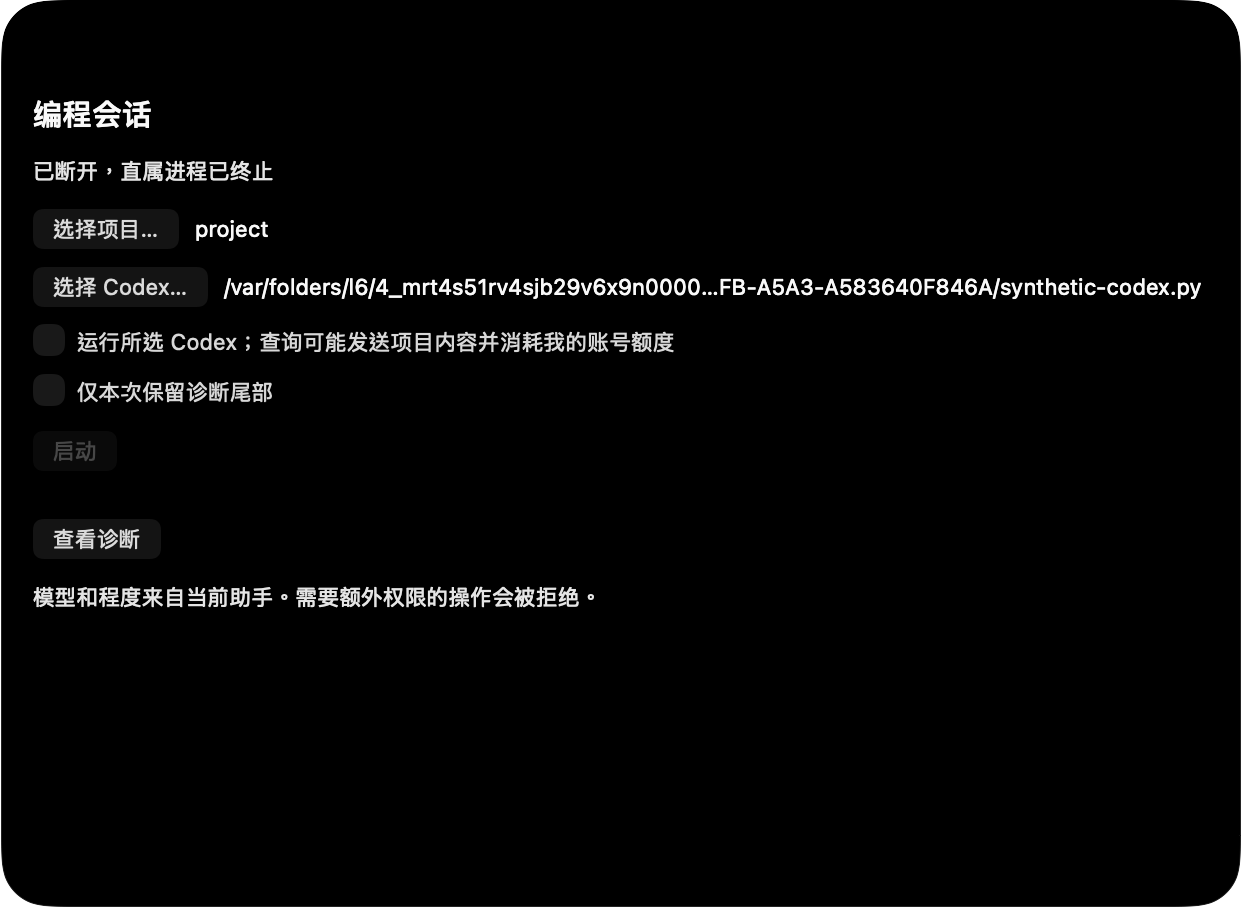 编程会话
已断开，直属进程已终止
选择项目... project
选择 Codex... /var/folders/l6/4_mrt4s51rv4sjb29v6x9n0000...FB-A5A3-A583640F846A/synthetic-codex.py
运行所选 Codex；查询可能发送项目内容并消耗我的账号额度
仅本次保留诊断尾部
启动
查看诊断
模型和程度来自当前助手。需要额外权限的操作会被拒绝。